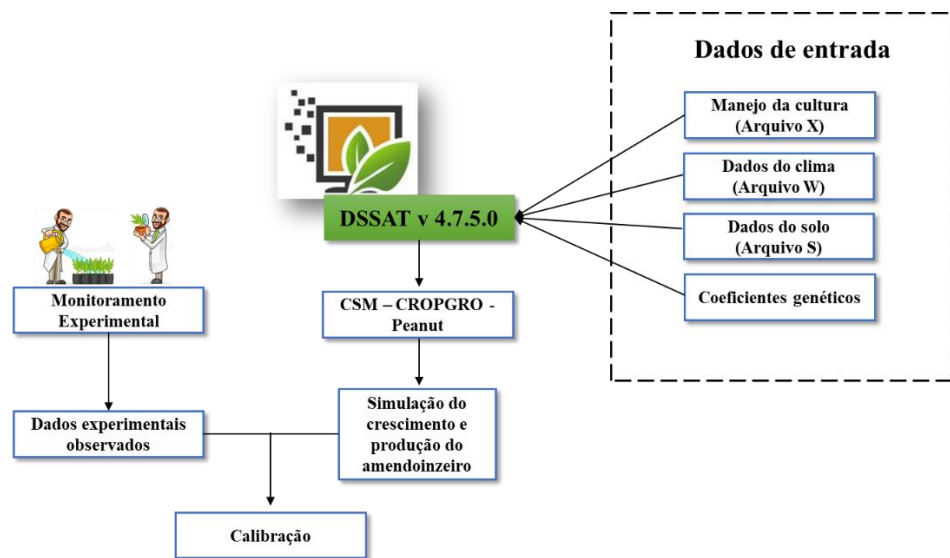 Dados de entrada
Manejo da cultura
(Arquivo X)
Dados do clima
(Arquivo W)
Dados do solo
(Arquivo S)
Coeficientes genéticos
DSSAT v 4.7.5.0
CSM – CROPGRO -
Peanut
Simulação do
crescimento e
produção do
amendoinzeiro
Monitoramento
Experimental
Dados experimentais
observados
Calibração